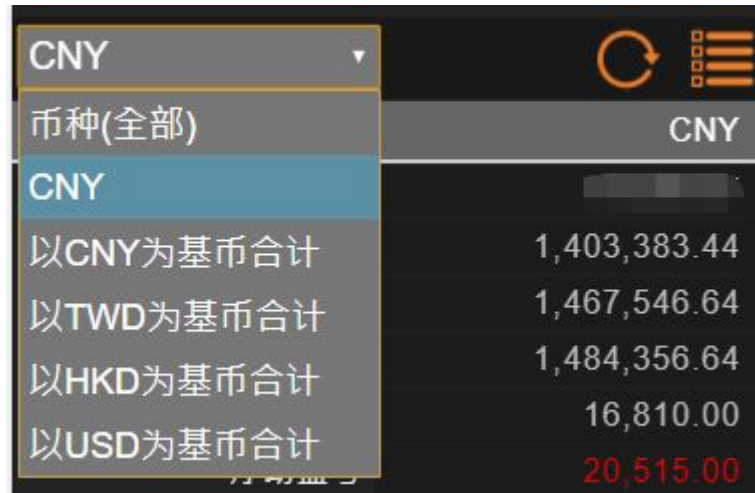 CNY
币种(全部)
CNY
CNY
以CNY为基币合计
1,403,383.44
以TWD为基币合计
1,467,546.64
以HKD为基币合计
1,484,356.64
以USD为基币合计
16,810.00
20,515.00